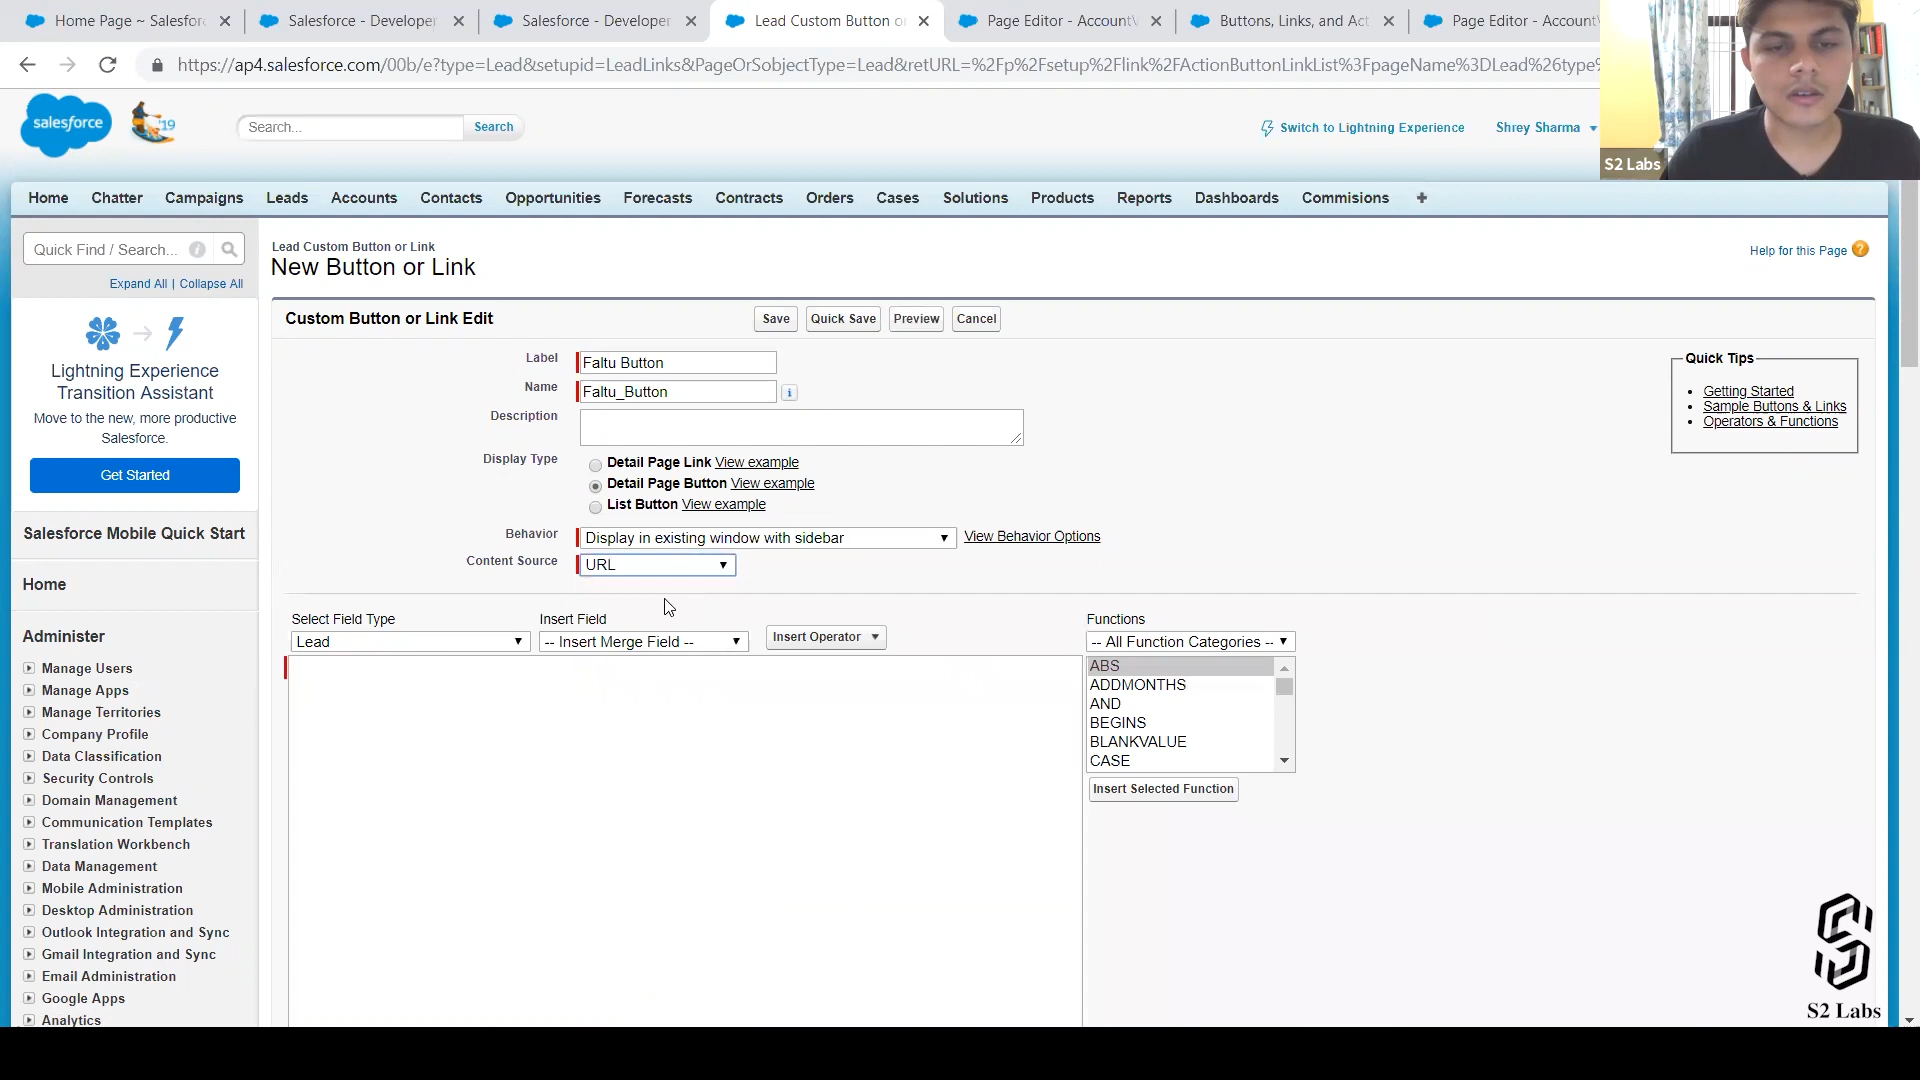 Home Page ~ Salesforc
Salesforce - Developer
Salesforce - Developer
Lead Custom Button or
Page Editor - AccountV
Buttons, Links, and Act
Page Editor - AccountV
https://ap4.salesforce.com/00b/e?type=Lead&setupid=LeadLinks&PageOrSobjectType=Lead&retURL=%2Fp%2Fsetup%2Flink%2FActionButtonLinkList%3FpageName%3DLead%26type%
salesforce
'19
Search...
Search
Switch to Lightning Experience
Shrey Sharma
S2 Labs
Home Chatter Campaigns Leads Accounts Contacts Opportunities Forecasts Contracts Orders Cases Solutions Products Reports Dashboards Commisions +
Quick Find / Search...
Expand All | Collapse All
Lightning Experience
Transition Assistant
Move to the new, more productive
Salesforce.
Get Started
Salesforce Mobile Quick Start
Home
Administer
Manage Users
Manage Apps
Manage Territories
Company Profile
Data Classification
Security Controls
Domain Management
Communication Templates
Translation Workbench
Data Management
Mobile Administration
Desktop Administration
Outlook Integration and Sync
Gmail Integration and Sync
Email Administration
Google Apps
Analytics
Lead Custom Button or Link
New Button or Link
Help for this Page ?
Custom Button or Link Edit
Save
Quick Save
Preview
Cancel
Label
Faltu Button
Name
Faltu_Button
i
Description
Display Type
Detail Page Link View example
Detail Page Button View example
List Button View example
Behavior
Display in existing window with sidebar
View Behavior Options
Content Source
URL
Quick Tips
Getting Started
Sample Buttons & Links
Operators & Functions
Select Field Type
Lead
Insert Field
-- Insert Merge Field --
Insert Operator
Functions
-- All Function Categories --
ABS
ADDMONTHS
AND
BEGINS
BLANKVALUE
CASE
Insert Selected Function
S2 Labs